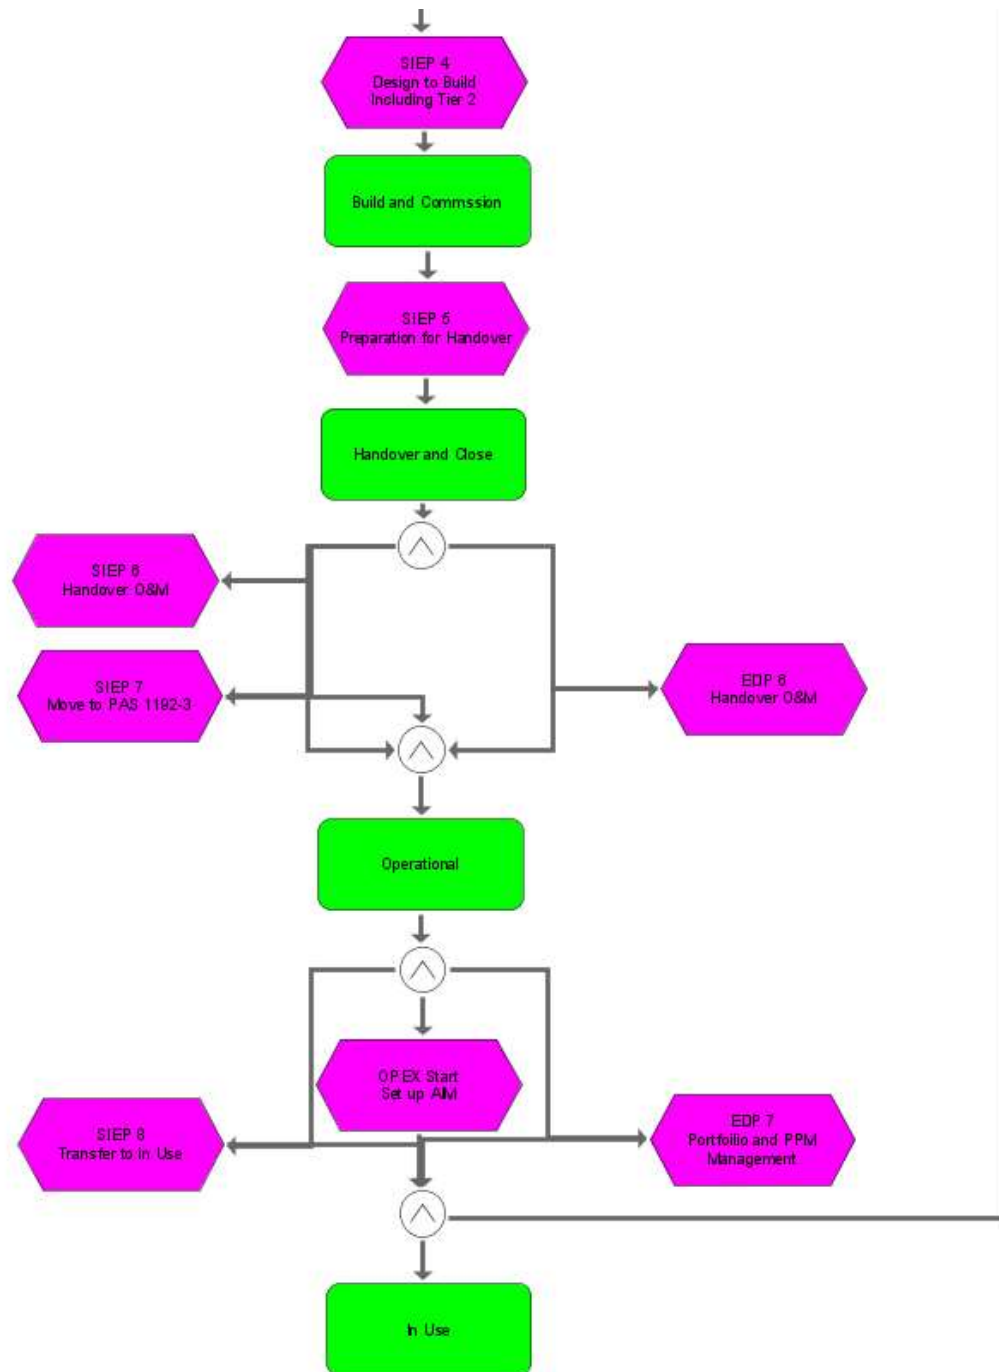 SIEP 4
Design to Build
Including Tier 2
Build and Commssion
SIEP 5
Preparation for Handover
Handover and Close
SIEP 6
Handover O&M
SIEP 7
Move to PAS 1192-3
EDP 6
Handover O&M
Operational
OPEX Start
Set up AIM
SIEP 8
Transfer to In Use
EDP 7
Portfoilio and PPM
Management
In Use